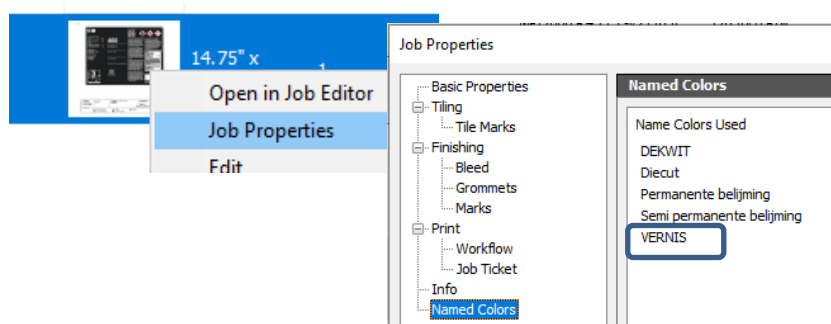 14.75" x
1
Open in Job Editor
Job Properties
Edit
Job Properties
Basic Properties
Tiling
Tile Marks
Finishing
Bleed
Grommets
Marks
Print
Workflow
Job Ticket
Info
Named Colors
Named Colors
Name Colors Used
DEKWIT
Diecut
Permanente belijming
Semi permanente belijming
VERNIS